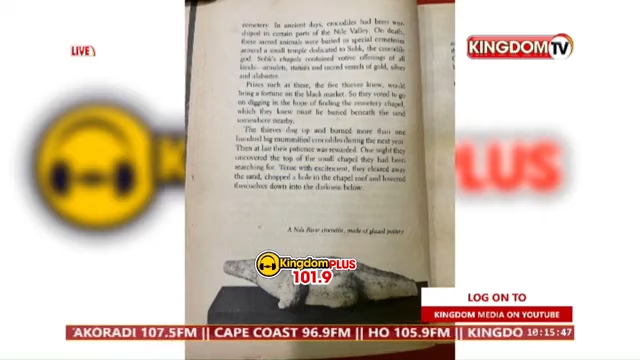 LIVE
KINGDOM TV
cemetery. In ancient days, crocodiles had been wor-
shiped in certain parts of the Nile Valley. On death,
these sacred animals were buried in special cemeteries
around a small temple dedicated to Sobk, the crocodile
god. Sobk's chapels contained votive offerings of all
kinds—amulets, statues and sacred vessels of gold, silver
and alabaster.
Prizes such as these, the five thieves knew, would
bring a fortune on the black market. So they voted to go
on digging in the hope of finding the cemetery chapel,
which they knew must lie buried beneath the sand
somewhere nearby.
The thieves dug up and burned more than one
hundred big mummified crocodiles during the next year.
Then at last their patience was rewarded. One night they
uncovered the top of the small chapel they had been
searching for. Tense with excitement, they cleared away
the sand, chopped a hole in the chapel roof and lowered
themselves down into the darkness below.
A Nile River crocodile, made of glazed pottery
Kingdom
PLUS
Kingdom PLUS
101.9
LOG ON TO
KINGDOM MEDIA ON YOUTUBE
'AKORADI 107.5FM || CAPE COAST 96.9FM || HO 105.9FM || KINGDO
10:15:47